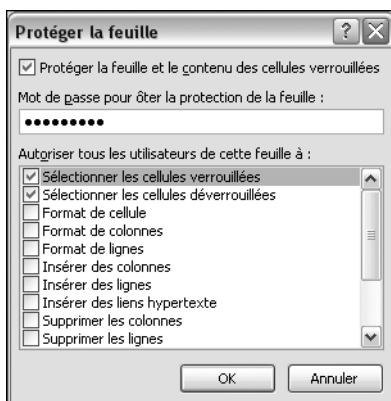 Protéger la feuille
Protéger la feuille et le contenu des cellules verrouillées
Mot de passe pour ôter la protection de la feuille :
•••••••••
Autoriser tous les utilisateurs de cette feuille à :
Sélectionner les cellules verrouillées
Sélectionner les cellules déverrouillées
Format de cellule
Format de colonnes
Format de lignes
Insérer des colonnes
Insérer des lignes
Insérer des liens hypertexte
Supprimer les colonnes
Supprimer les lignes
OK Annuler